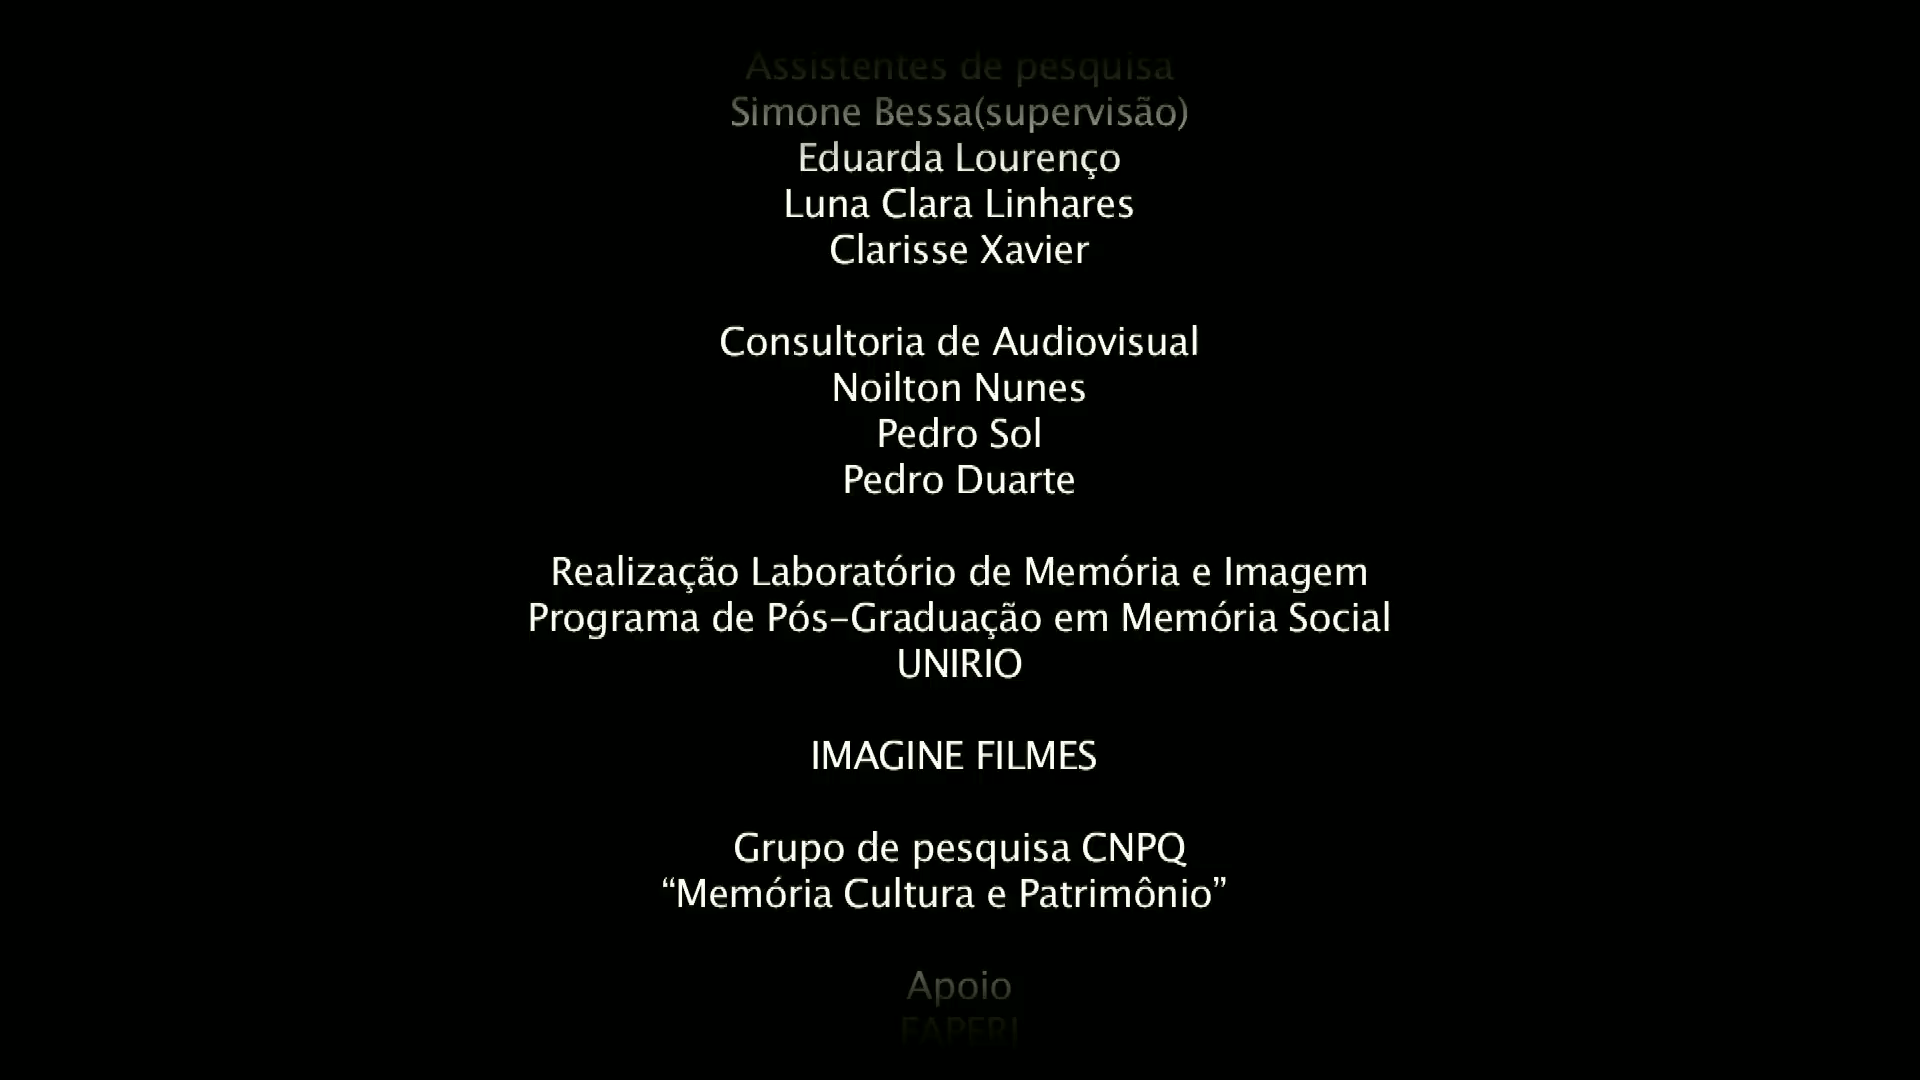 Assistentes de pesquisa
Simone Bessa(supervisão)
Eduarda Lourenço
Luna Clara Linhares
Clarisse Xavier
Consultoria de Audiovisual
Noilton Nunes
Pedro Sol
Pedro Duarte
Realização Laboratório de Memória e Imagem
Programa de Pós-Graduação em Memória Social
UNIRIO
IMAGINE FILMES
Grupo de pesquisa CNPQ
“Memória Cultura e Patrimônio”
Apoio
FAPERJ